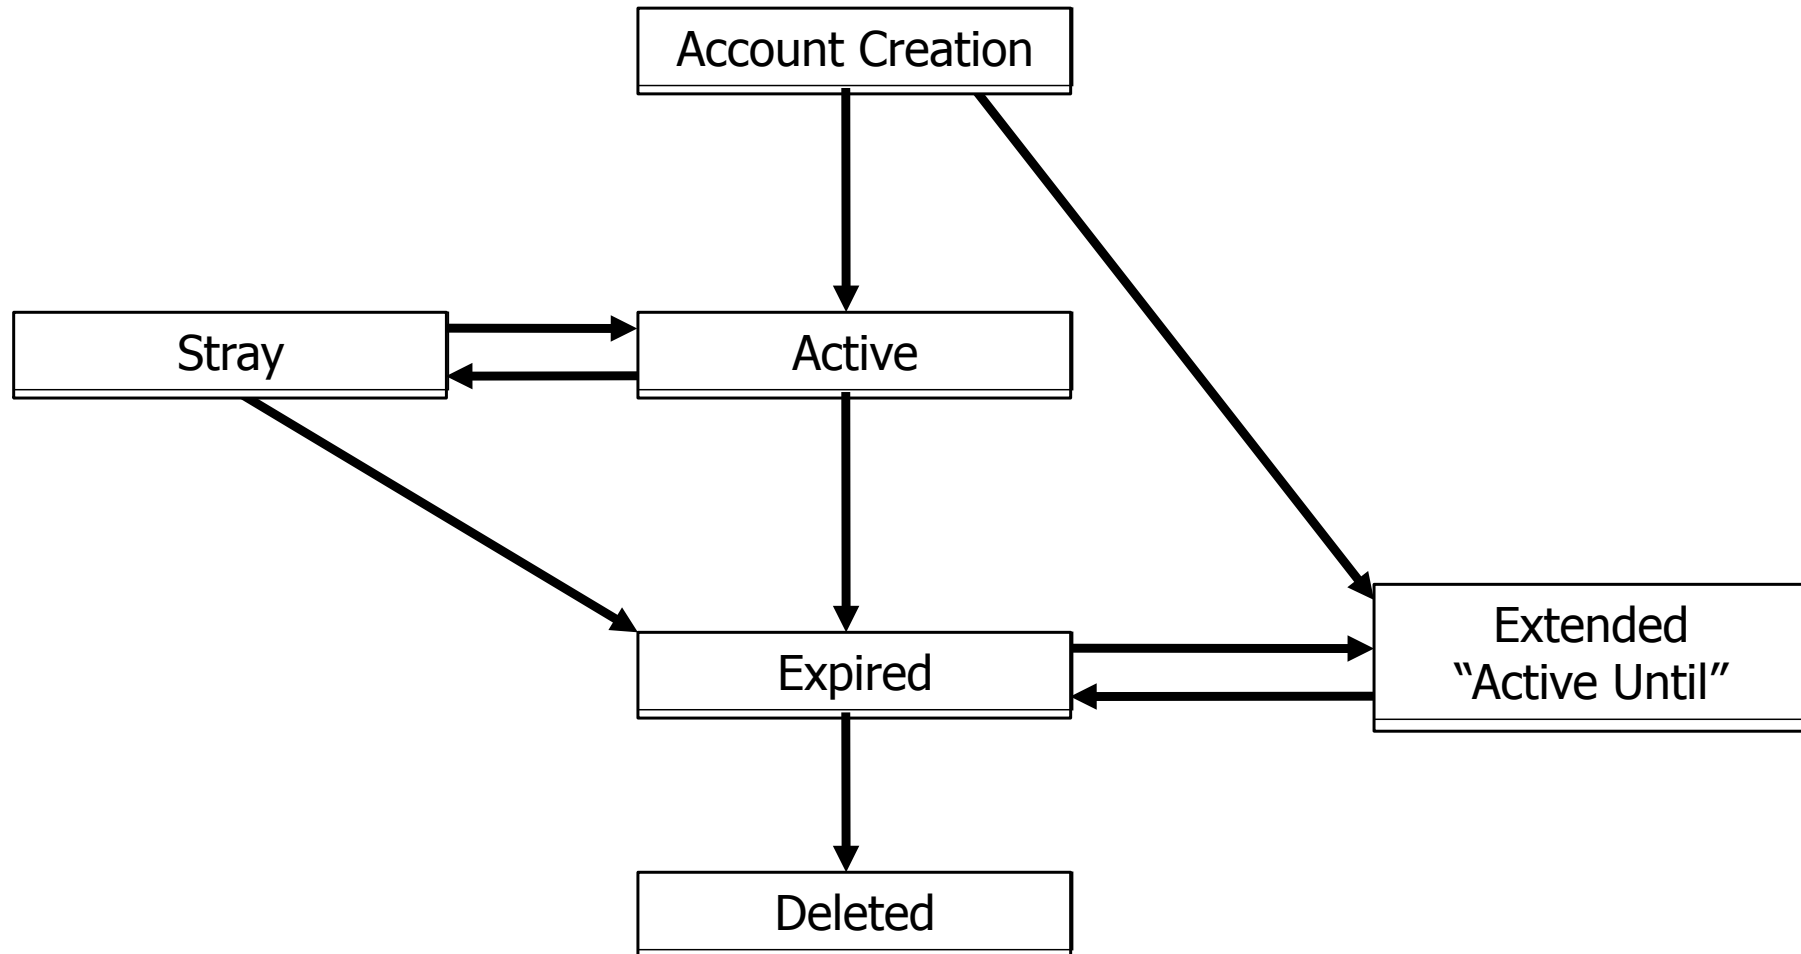 Account Creation
Stray
Active
Expired
Extended
“Active Until”
Deleted